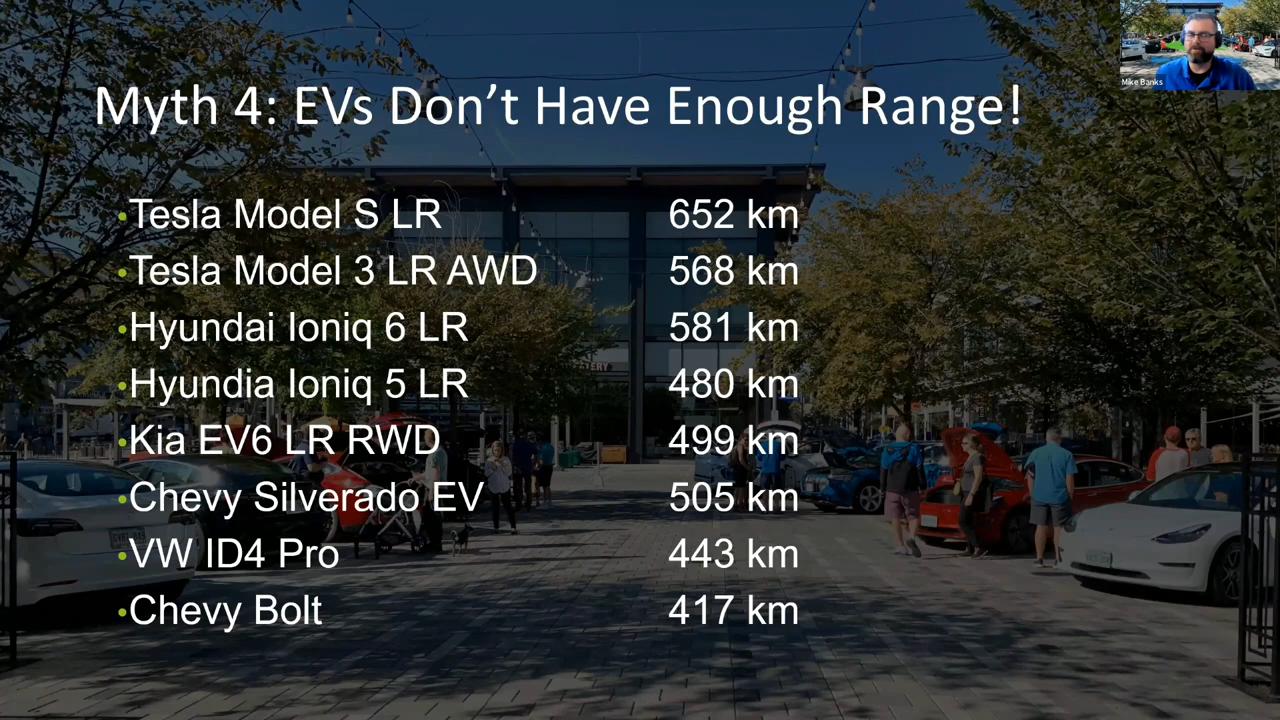 Mike Banks
Myth 4: EVs Don't Have Enough Range!
•Tesla Model S LR 652 km
•Tesla Model 3 LR AWD 568 km
•Hyundai Ioniq 6 LR 581 km
•Hyundia Ioniq 5 LR 480 km
•Kia EV6 LR RWD 499 km
•Chevy Silverado EV 505 km
•VW ID4 Pro 443 km
•Chevy Bolt 417 km